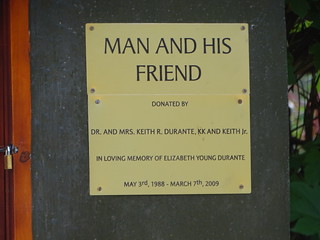 MAN AND HIS
FRIEND
DONATED BY
DR. AND MRS. KEITH R. DURANTE, KK AND KEITH Jr.
IN LOVING MEMORY OF ELIZABETH YOUNG DURANTE
MAY 3rd, 1988 - MARCH 7th, 2009